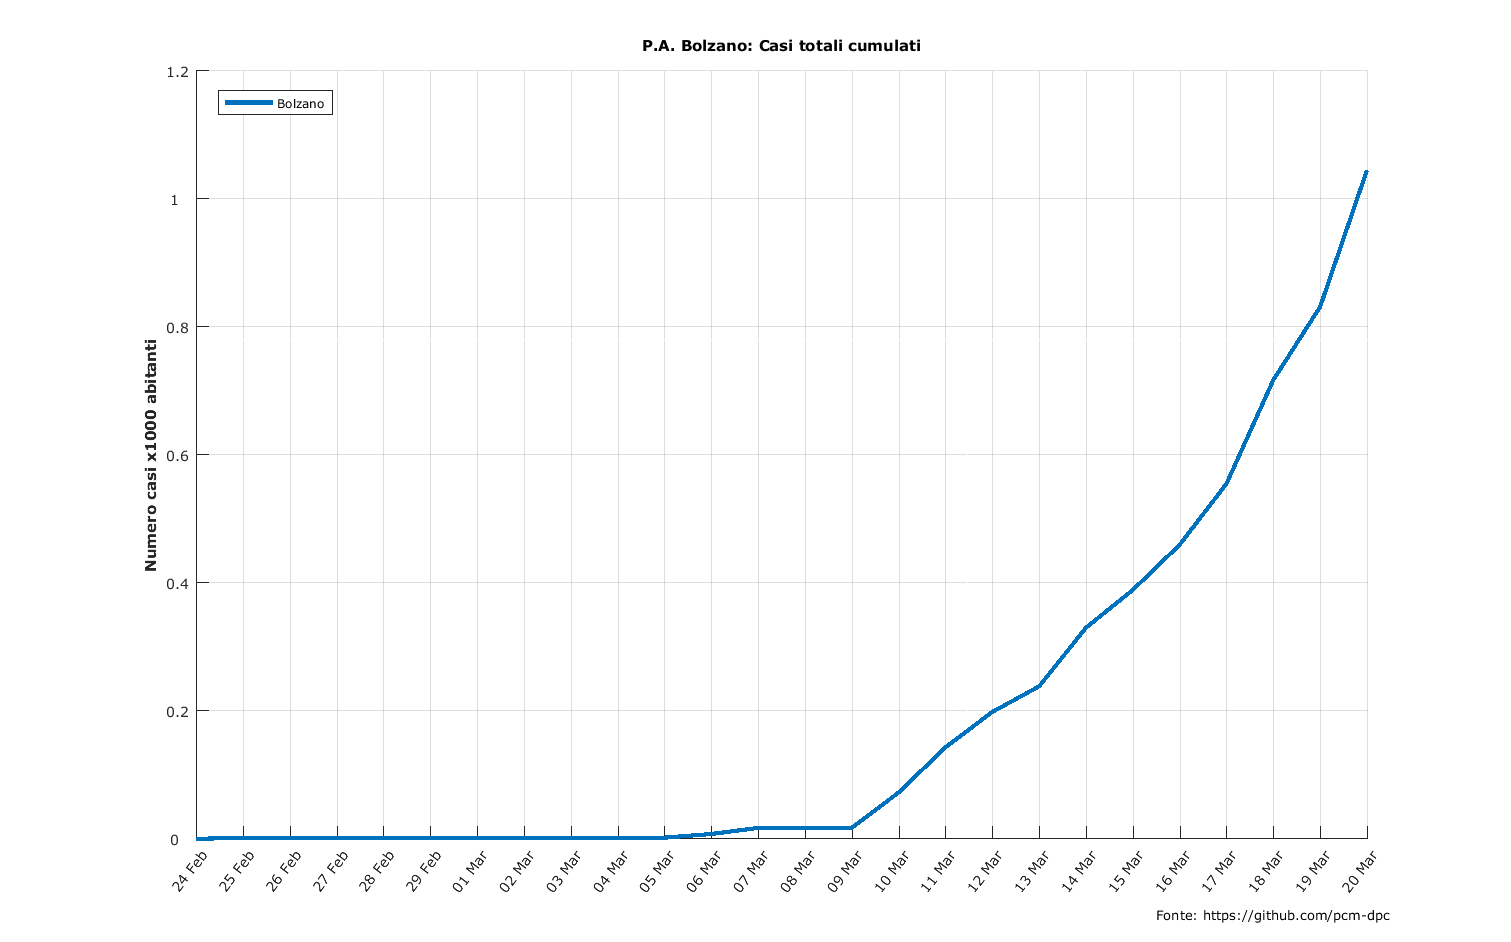 P.A. Bolzano: Casi totali cumulati
1.2
Bolzano
1
0.8
0.6
0.4
0.2
0
Numero casi x1000 abitanti
24 Feb
25 Feb
26 Feb
27 Feb
28 Feb
29 Feb
01 Mar
02 Mar
03 Mar
04 Mar
05 Mar
06 Mar
07 Mar
08 Mar
09 Mar
10 Mar
11 Mar
12 Mar
13 Mar
14 Mar
15 Mar
16 Mar
17 Mar
18 Mar
19 Mar
20 Mar
Fonte: https://github.com/pcm-dpc